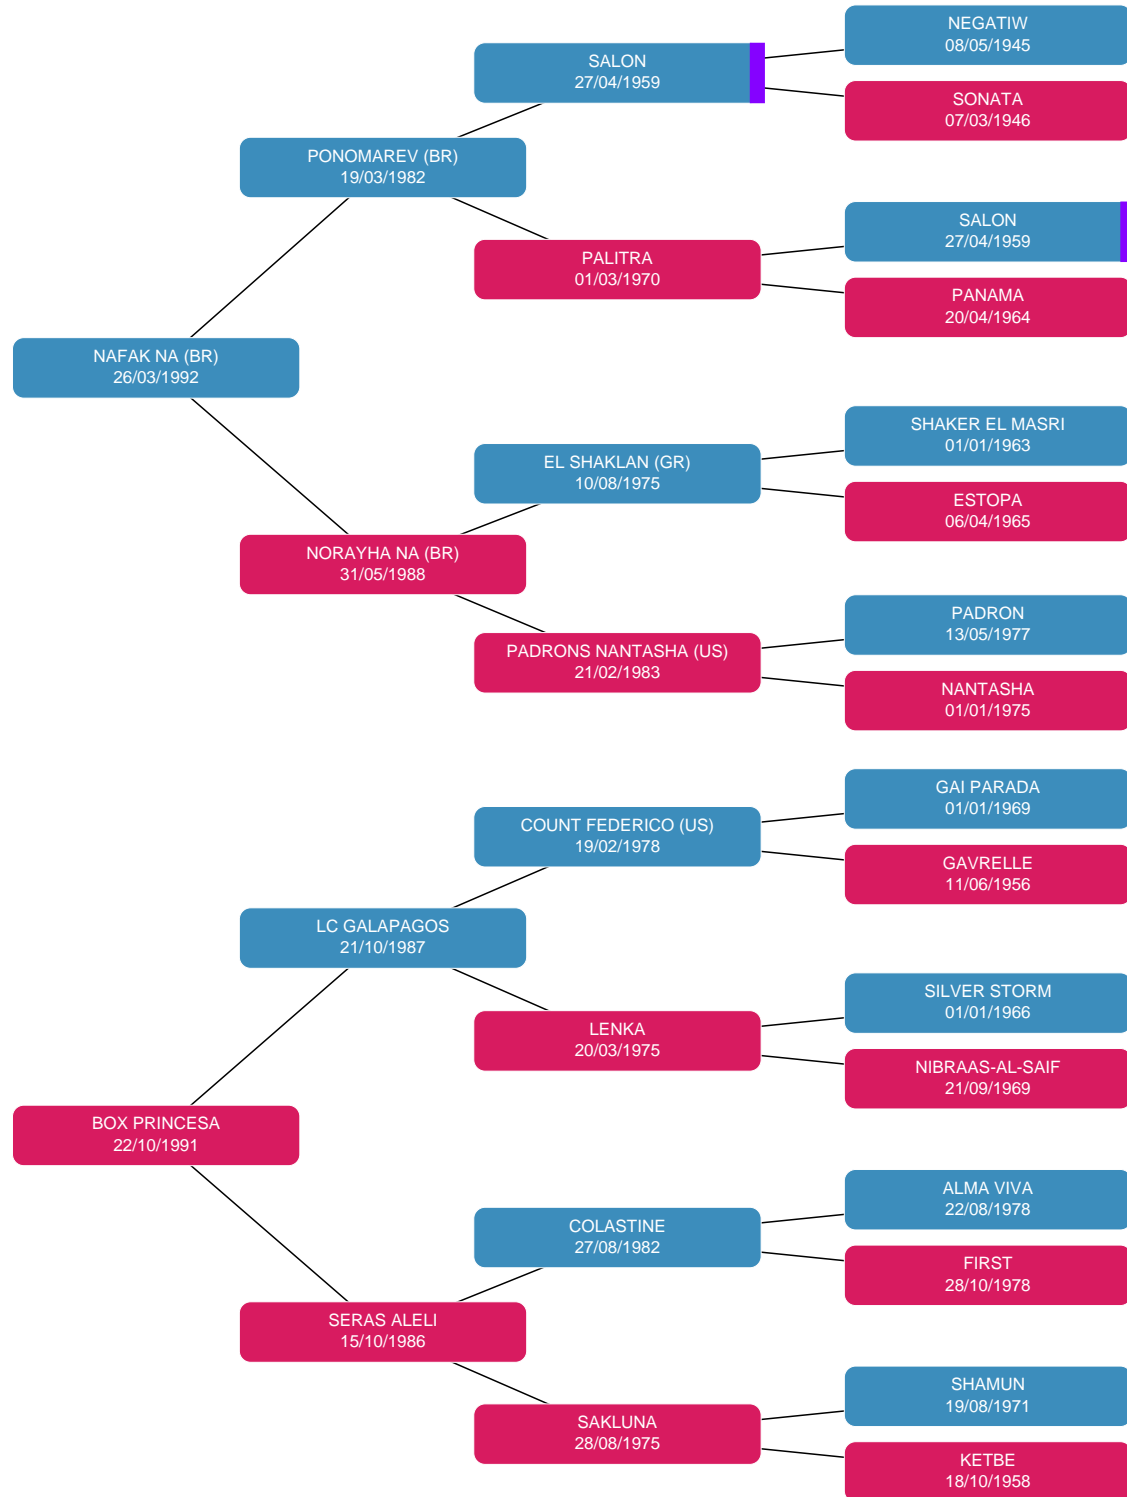 NEGATIW
08/05/1945
SALON
27/04/1959
SONATA
07/03/1946
PONOMAREV (BR)
19/03/1982
SALON
27/04/1959
PALITRA
01/03/1970
PANAMA
20/04/1964
NAFAK NA (BR)
26/03/1992
SHAKER EL MASRI
01/01/1963
EL SHAKLAN (GR)
10/08/1975
ESTOPA
06/04/1965
NORAYHA NA (BR)
31/05/1988
PADRON
13/05/1977
PADRONS NANTASHA (US)
21/02/1983
NANTASHA
01/01/1975
GAI PARADA
01/01/1969
COUNT FEDERICO (US)
19/02/1978
GAVRELLE
11/06/1956
LC GALAPAGOS
21/10/1987
SILVER STORM
01/01/1966
LENKA
20/03/1975
NIBRAAS-AL-SAIF
21/09/1969
BOX PRINCESA
22/10/1991
ALMA VIVA
22/08/1978
COLASTINE
27/08/1982
FIRST
28/10/1978
SERAS ALELI
15/10/1986
SHAMUN
19/08/1971
SAKLUNA
28/08/1975
KETBE
18/10/1958